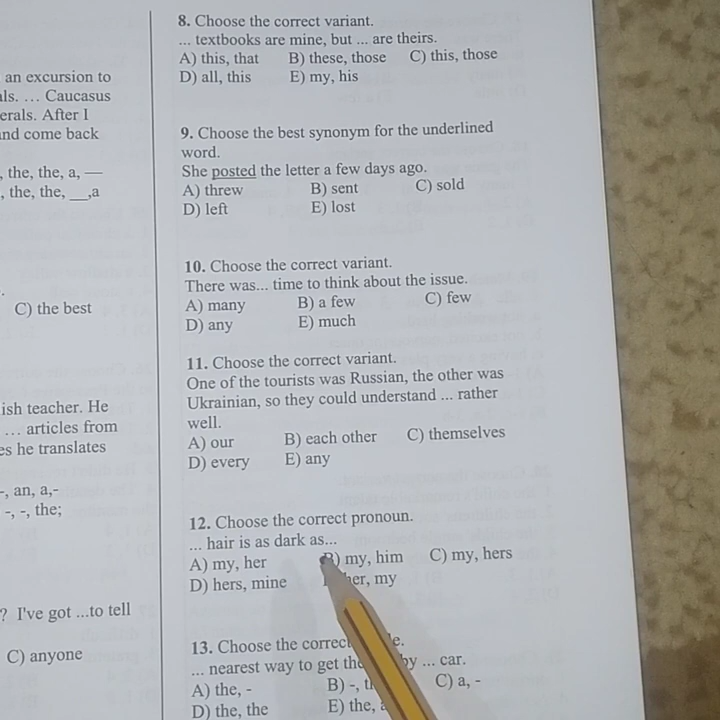 an excursion to
als. ... Caucasus
erals. After I
and come back
, the, the, a, —
, the, the, __,a
.
C) the best
ish teacher. He
... articles from
es he translates
-, an, a,-
-, -, the;
? I've got ...to tell
C) anyone
8. Choose the correct variant.
... textbooks are mine, but ... are theirs.
A) this, that B) these, those C) this, those
D) all, this E) my, his
9. Choose the best synonym for the underlined
word.
She posted the letter a few days ago.
A) threw B) sent C) sold
D) left E) lost
10. Choose the correct variant.
There was... time to think about the issue.
A) many B) a few C) few
D) any E) much
11. Choose the correct variant.
One of the tourists was Russian, the other was
Ukrainian, so they could understand ... rather
well.
A) our B) each other C) themselves
D) every E) any
12. Choose the correct pronoun.
... hair is as dark as...
A) my, her B) my, him C) my, hers
D) hers, mine her, my
13. Choose the correct
... nearest way to get by ... car.
A) the, - B) -, C) a, -
D) the, the E) the,